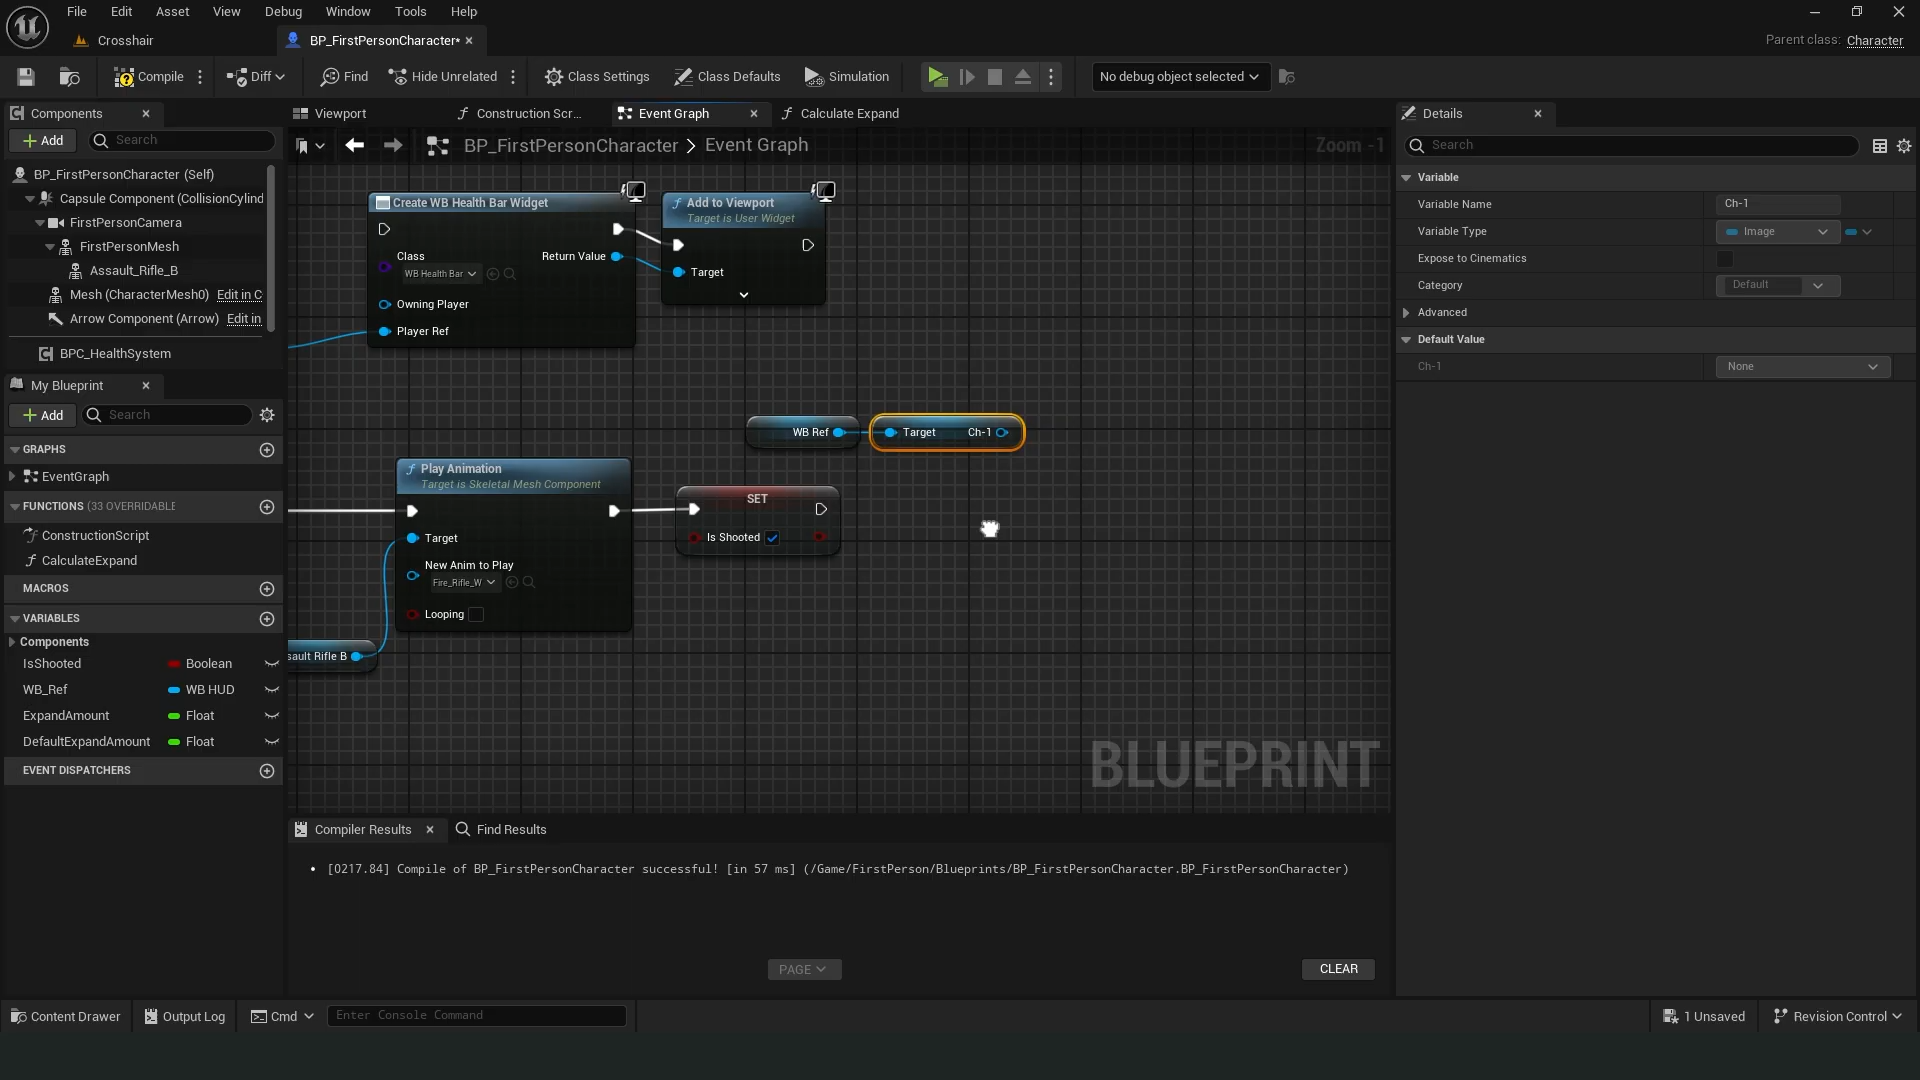 File Edit Asset View Debug Window Tools Help
Crosshair
BP_FirstPersonCharacter*
Parent class: Character
Compile
Diff
Find
Hide Unrelated
Class Settings
Class Defaults
Simulation
No debug object selected
Components
Viewport
Construction Scr...
Event Graph
Calculate Expand
Details
Add
Search
BP_FirstPersonCharacter > Event Graph
Zoom -1
Search
BP_FirstPersonCharacter (Self)
Capsule Component (CollisionCylind
FirstPersonCamera
FirstPersonMesh
Assault_Rifle_B
Mesh (CharacterMesh0) Edit in C
Arrow Component (Arrow) Edit in
BPC_HealthSystem
My Blueprint
Add
Search
GRAPHS
EventGraph
FUNCTIONS (33 OVERRIDABLE
ConstructionScript
CalculateExpand
MACROS
VARIABLES
Components
IsShooted Boolean
WB_Ref WB HUD
ExpandAmount Float
DefaultExpandAmount Float
EVENT DISPATCHERS
Create WB Health Bar Widget
Class
WB Health Bar
Return Value
Owning Player
Player Ref
Add to Viewport
Target is User Widget
Target
WB Ref
Target Ch-1
Play Animation
Target is Skeletal Mesh Component
Target
New Anim to Play
Fire_Rifle_W
Looping
SET
Is Shooted
sault Rifle B
BLUEPRINT
Variable
Variable Name Ch-1
Variable Type Image
Expose to Cinematics
Category Default
Advanced
Default Value
Ch-1 None
Compiler Results
Find Results
[0217.84] Compile of BP_FirstPersonCharacter successful! [in 57 ms] (/Game/FirstPerson/Blueprints/BP_FirstPersonCharacter.BP_FirstPersonCharacter)
PAGE
CLEAR
Content Drawer
Output Log
Cmd
Enter Console Command
1 Unsaved
Revision Control